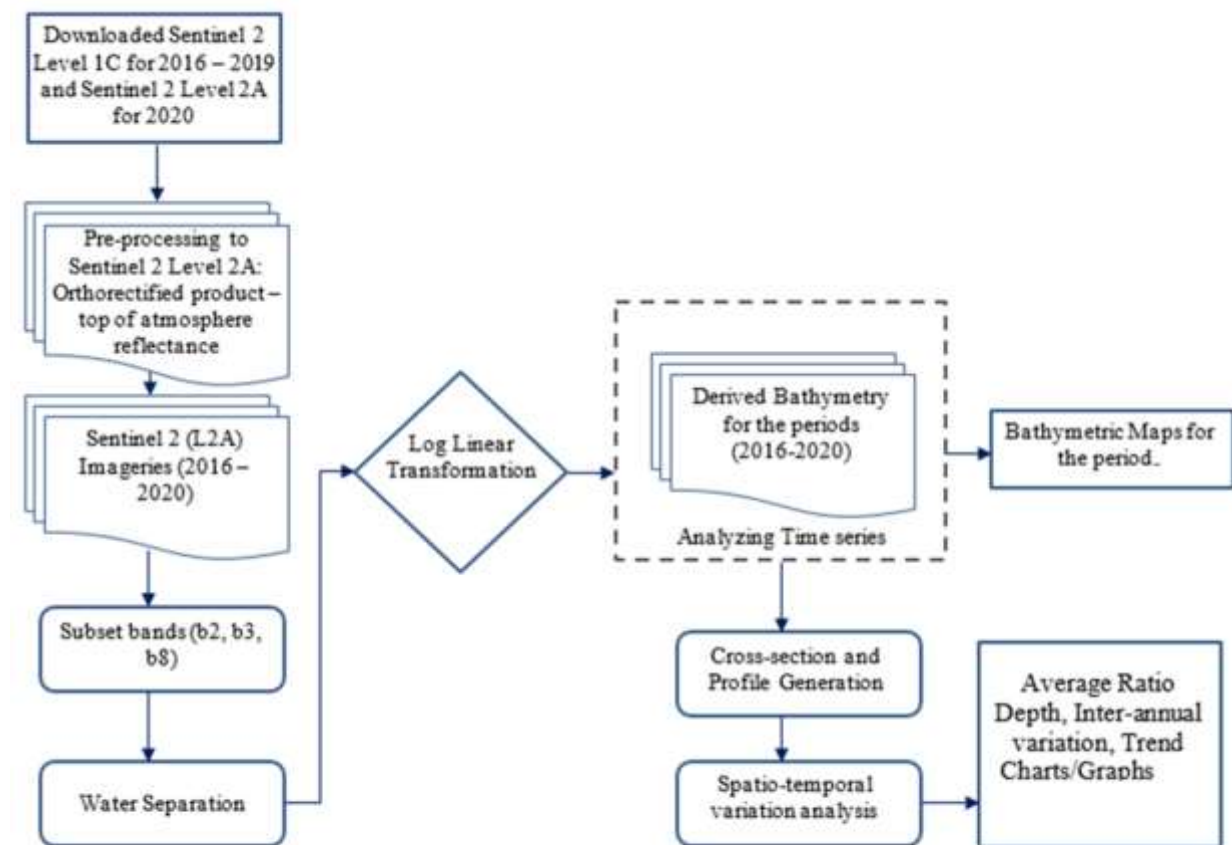 Downloaded Sentinel 2
Level 1C for 2016 – 2019
and Sentinel 2 Level 2A
for 2020
Pre-processing to
Sentinel 2 Level 2A:
Orthorectified product –
top of atmosphere
reflectance
Sentinel 2 (L2A)
Imageries (2016 –
2020)
Subset bands (b2, b3,
b8)
Water Separation
Log Linear
Transformation
Derived Bathymetry
for the periods
(2016-2020)
Analyzing Time series
Bathymetric Maps for
the period.
Cross-section and
Profile Generation
Spatio-temporal
variation analysis
Average Ratio
Depth, Inter-annual
variation, Trend
Charts/Graphs